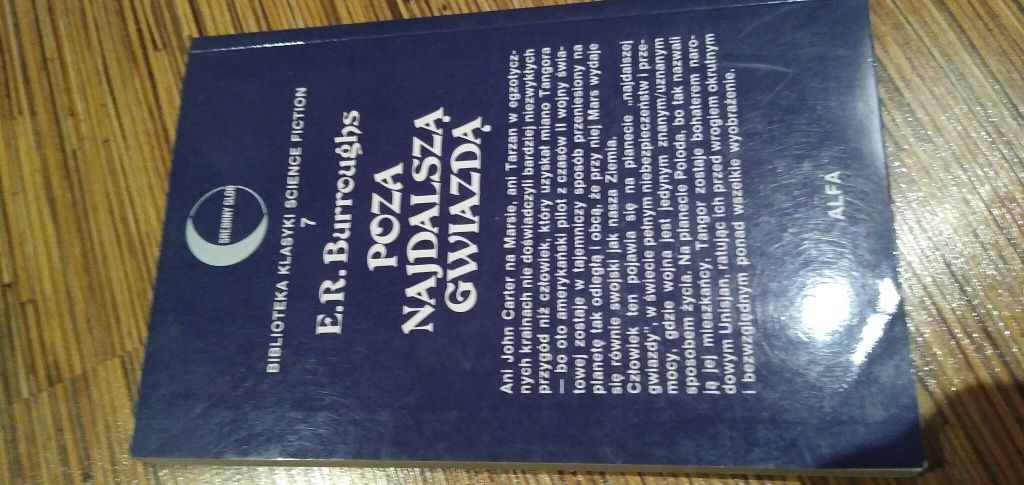 SREBRNY GLOB
BIBLIOTEKA KLASYKI SCIENCE FICTION
7
E.R. Burroughs
POZA
NAJDALSZĄ
GWIAZDĄ
Ani John Carter na Marsie, ani Tarzan w egzotycz-
nych krainach nie doświadczyli bardziej niezwykłych
przygod niż człowiek, który uzyskał miano Tangora
— bo oto amerykański pilot z czasów II wojny świa-
towej zostaje w tajemniczy sposób przeniesiony na
planetę tak odległą i obcą, że przy niej Mars wydaje
się równie swojski jak nasza Ziemia.
Człowiek ten pojawia się na planecie „najdalszej
gwiazdy", w świecie pełnym niebezpieczeństw i prze-
mocy, gdzie wojna jest jedynym znanym/uznanym
sposobem życia. Na planecie Poloda, bo tak nazwali
ją jej mieszkańcy, Tangor zostaje bohaterem naro-
dowym Unisjan, ratując ich przed wrogiem okrutnym
i bezwzględnym ponad wszelkie wyobrażenie.
ALFA